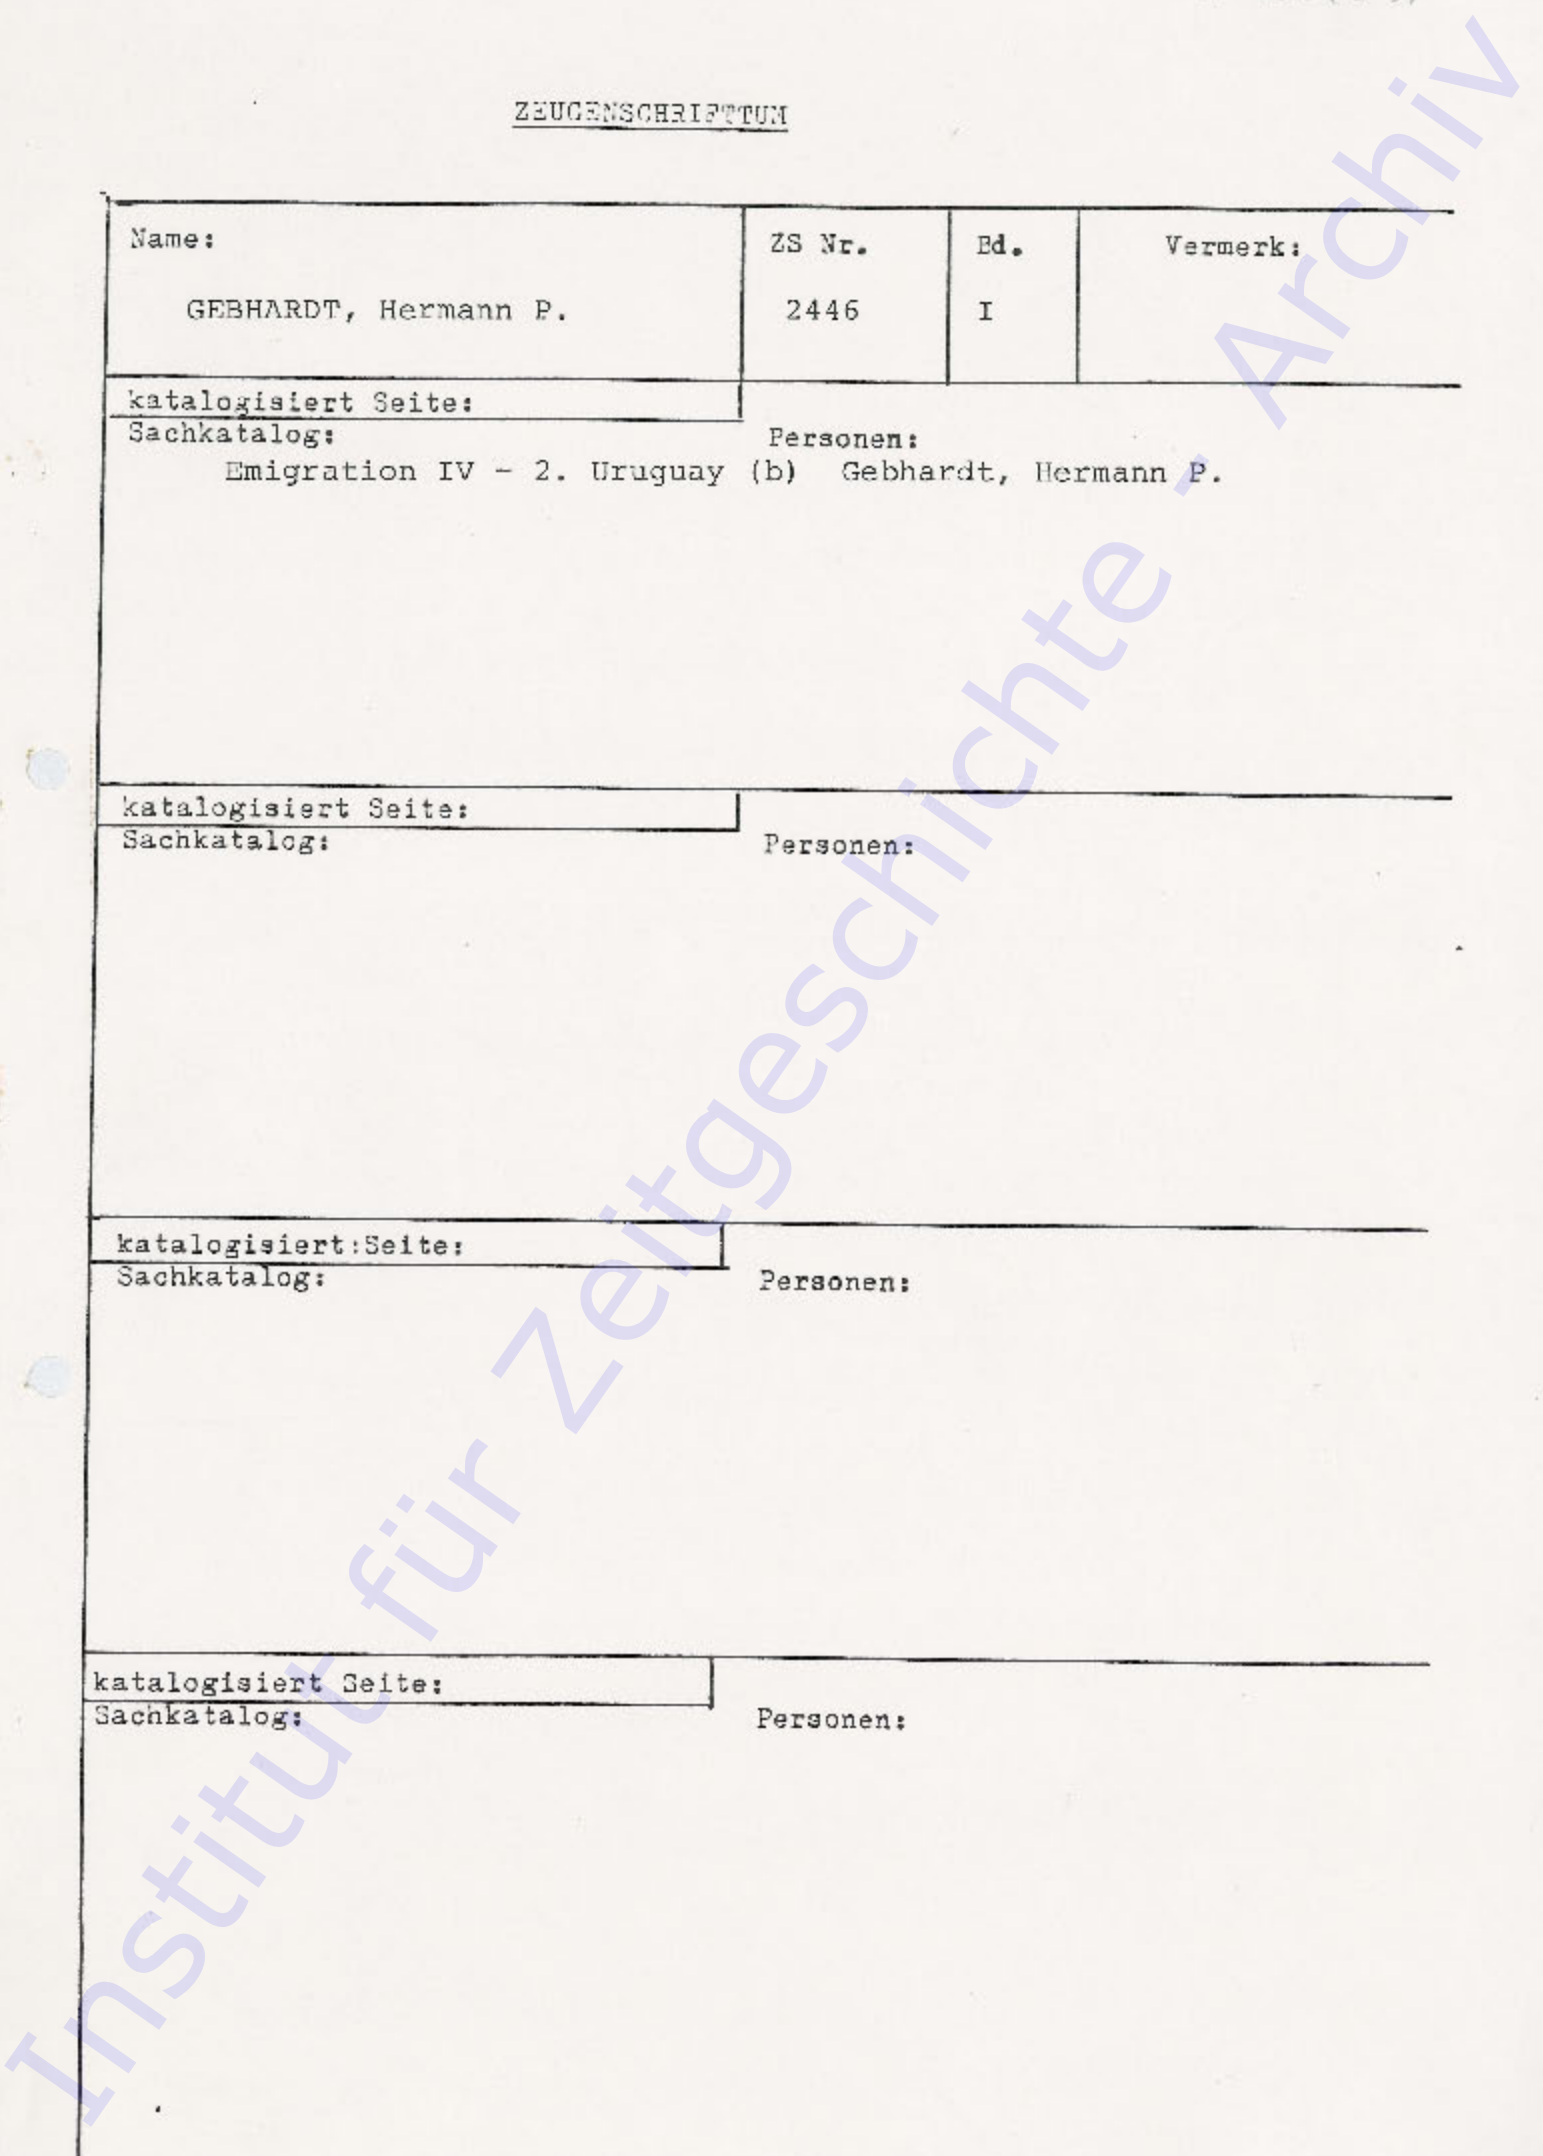 ZEUGENSCHRIFTTUM
Name: ZS Nr. Bd. Vermerk:
GEBHARDT, Hermann P. 2446 I
katalogisiert Seite:
Sachkatalog: Personen:
Emigration IV - 2. Uruguay (b) Gebhardt, Hermann P.
katalogisiert Seite:
Sachkatalog: Personen:
katalogisiert:Seite:
Sachkatalog: Personen:
katalogisiert Seite:
Sachkatalog: Personen:
Institut für Zeitgeschichte - Archiv